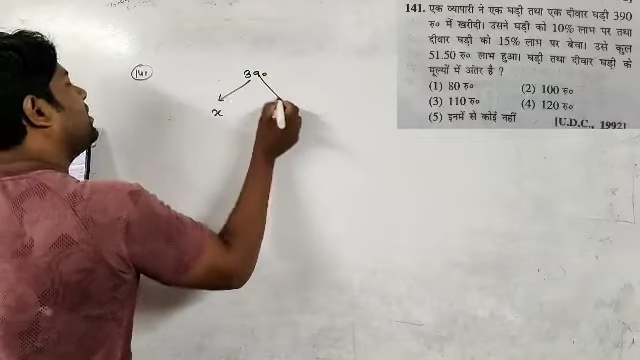 141. एक व्यापारी ने एक घड़ी तथा एक दीवार घड़ी 390
रु० में खरीदी। उसने घड़ी को 10% लाभ पर तथा
दीवार घड़ी को 15% लाभ पर बेचा। उसे कुल
51.50 रु० लाभ हुआ। घड़ी तथा दीवार घड़ी के
मूल्यों में अंतर है ?
(1) 80 रु० (2) 100 रु०
(3) 110 रु० (4) 120 रु०
(5) इनमें से कोई नहीं
[U.D.C., 1992]
141
390
x